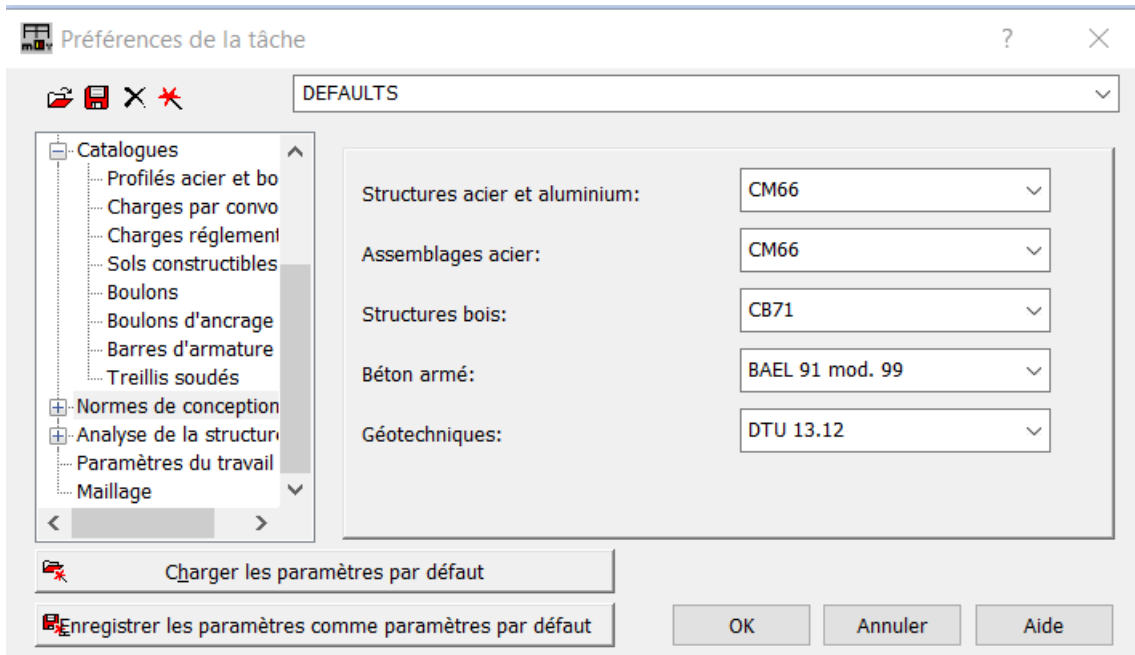 Préférences de la tâche
DEFAULTS
Catalogues
Profilés acier et bo
Charges par convo
Charges réglement
Sols constructibles
Boulons
Boulons d'ancrage
Barres d'armature
Treillis soudés
Normes de conception
Analyse de la structure
Paramètres du travail
Maillage
Structures acier et aluminium: CM66
Assemblages acier: CM66
Structures bois: CB71
Béton armé: BAEL 91 mod. 99
Géotechniques: DTU 13.12
Charger les paramètres par défaut
Enregistrer les paramètres comme paramètres par défaut
OK Annuler Aide